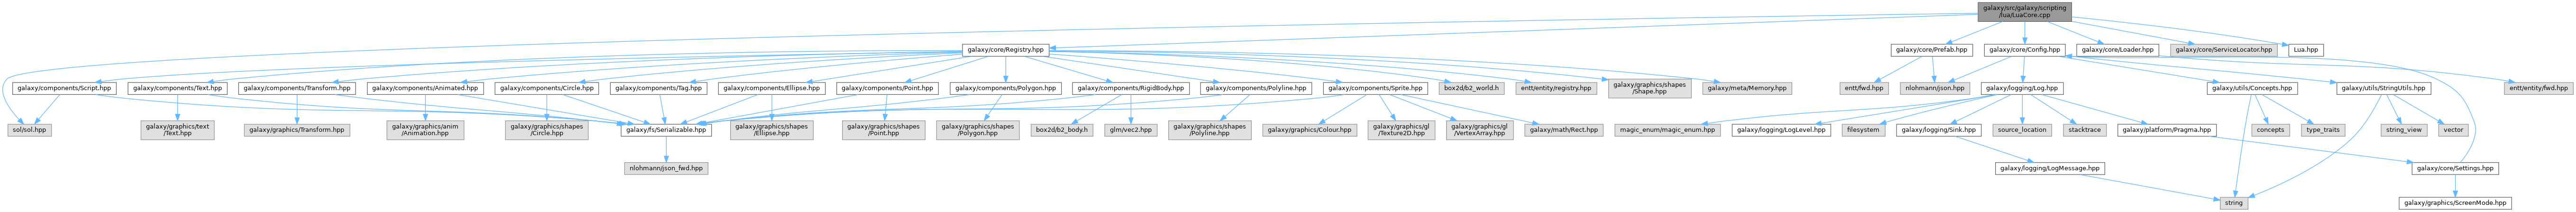 galaxy/src/galaxy/scripting
/lua/LuaCore.cpp
galaxy/core/Registry.hpp
galaxy/core/Prefab.hpp
galaxy/core/Config.hpp
galaxy/core/Loader.hpp
galaxy/core/ServiceLocator.hpp
Lua.hpp
galaxy/components/Script.hpp
galaxy/components/Text.hpp
galaxy/components/Transform.hpp
galaxy/components/Animated.hpp
galaxy/components/Circle.hpp
galaxy/components/Tag.hpp
galaxy/components/Ellipse.hpp
galaxy/components/Point.hpp
galaxy/components/Polygon.hpp
galaxy/components/RigidBody.hpp
galaxy/components/Polyline.hpp
galaxy/components/Sprite.hpp
box2d/b2_world.h
entt/entity/registry.hpp
galaxy/graphics/shapes
/Shape.hpp
galaxy/meta/Memory.hpp
entt/fwd.hpp
nlohmann/json.hpp
galaxy/logging/Log.hpp
galaxy/utils/Concepts.hpp
galaxy/utils/StringUtils.hpp
entt/entity/fwd.hpp
sol/sol.hpp
galaxy/graphics/text
/Text.hpp
galaxy/graphics/Transform.hpp
galaxy/graphics/anim
/Animation.hpp
galaxy/graphics/shapes
/Circle.hpp
galaxy/fs/Serializable.hpp
galaxy/graphics/shapes
/Ellipse.hpp
galaxy/graphics/shapes
/Point.hpp
galaxy/graphics/shapes
/Polygon.hpp
box2d/b2_body.h
glm/vec2.hpp
galaxy/graphics/shapes
/Polyline.hpp
galaxy/graphics/Colour.hpp
galaxy/graphics/gl
/Texture2D.hpp
galaxy/graphics/gl
/VertexArray.hpp
galaxy/math/Rect.hpp
magic_enum/magic_enum.hpp
galaxy/logging/LogLevel.hpp
filesystem
galaxy/logging/Sink.hpp
source_location
stacktrace
galaxy/platform/Pragma.hpp
concepts
type_traits
string_view
vector
nlohmann/json_fwd.hpp
galaxy/logging/LogMessage.hpp
galaxy/core/Settings.hpp
string
galaxy/graphics/ScreenMode.hpp